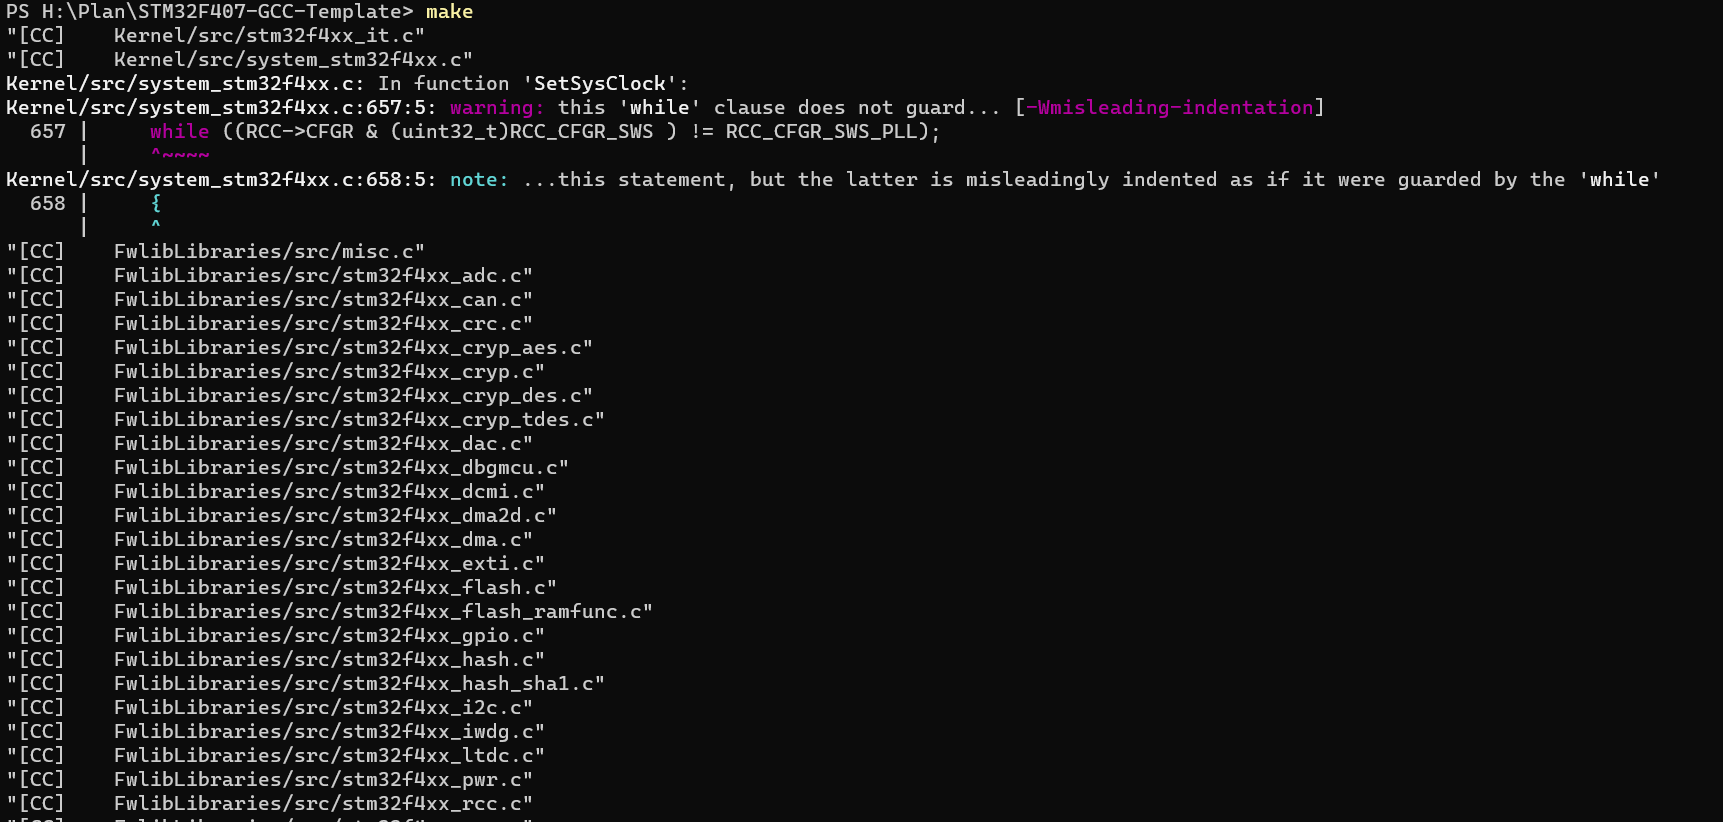 PS H:\Plan\STM32F407-GCC-Template> make
"[CC]    Kernel/src/stm32f4xx_it.c"
"[CC]    Kernel/src/system_stm32f4xx.c"
Kernel/src/system_stm32f4xx.c: In function 'SetSysClock':
Kernel/src/system_stm32f4xx.c:657:5: warning: this 'while' clause does not guard... [-Wmisleading-indentation]
  657 |     while ((RCC->CFGR & (uint32_t)RCC_CFGR_SWS ) != RCC_CFGR_SWS_PLL);
      |     ^~~~~
Kernel/src/system_stm32f4xx.c:658:5: note: ...this statement, but the latter is misleadingly indented as if it were guarded by the 'while'
  658 |     {
      |     ^
"[CC]    FwlibLibraries/src/misc.c"
"[CC]    FwlibLibraries/src/stm32f4xx_adc.c"
"[CC]    FwlibLibraries/src/stm32f4xx_can.c"
"[CC]    FwlibLibraries/src/stm32f4xx_crc.c"
"[CC]    FwlibLibraries/src/stm32f4xx_cryp_aes.c"
"[CC]    FwlibLibraries/src/stm32f4xx_cryp.c"
"[CC]    FwlibLibraries/src/stm32f4xx_cryp_des.c"
"[CC]    FwlibLibraries/src/stm32f4xx_cryp_tdes.c"
"[CC]    FwlibLibraries/src/stm32f4xx_dac.c"
"[CC]    FwlibLibraries/src/stm32f4xx_dbgmcu.c"
"[CC]    FwlibLibraries/src/stm32f4xx_dcmi.c"
"[CC]    FwlibLibraries/src/stm32f4xx_dma2d.c"
"[CC]    FwlibLibraries/src/stm32f4xx_dma.c"
"[CC]    FwlibLibraries/src/stm32f4xx_exti.c"
"[CC]    FwlibLibraries/src/stm32f4xx_flash.c"
"[CC]    FwlibLibraries/src/stm32f4xx_flash_ramfunc.c"
"[CC]    FwlibLibraries/src/stm32f4xx_gpio.c"
"[CC]    FwlibLibraries/src/stm32f4xx_hash.c"
"[CC]    FwlibLibraries/src/stm32f4xx_hash_sha1.c"
"[CC]    FwlibLibraries/src/stm32f4xx_i2c.c"
"[CC]    FwlibLibraries/src/stm32f4xx_iwdg.c"
"[CC]    FwlibLibraries/src/stm32f4xx_ltdc.c"
"[CC]    FwlibLibraries/src/stm32f4xx_pwr.c"
"[CC]    FwlibLibraries/src/stm32f4xx_rcc.c"